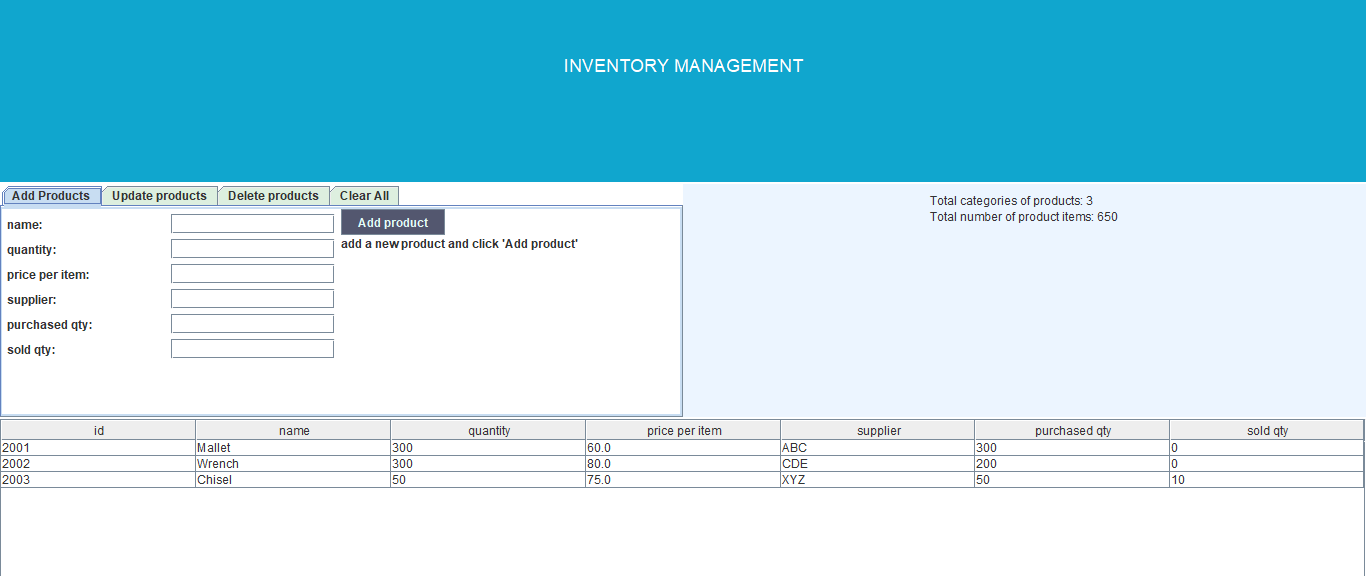 INVENTORY MANAGEMENT
Add Products Update products Delete products Clear All
name:
Add product
add a new product and click 'Add product'
quantity:
price per item:
supplier:
purchased qty:
sold qty:
Total categories of products: 3
Total number of product items: 650
id name quantity price per item supplier purchased qty sold qty
2001 Mallet 300 60.0 ABC 300 0
2002 Wrench 300 80.0 CDE 200 0
2003 Chisel 50 75.0 XYZ 50 10